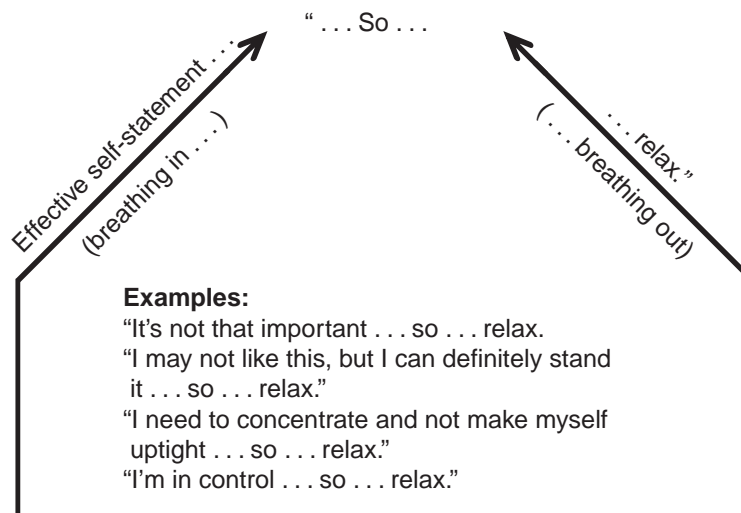 “ . . . So . . .
Effective self-statement . . .
(breathing in . . . )
. . . relax.”
( . . . breathing out)
Examples:
“It’s not that important . . . so . . . relax.
“I may not like this, but I can definitely stand
it . . . so . . . relax.”
“I need to concentrate and not make myself
uptight . . . so . . . relax.”
“I’m in control . . . so . . . relax.”